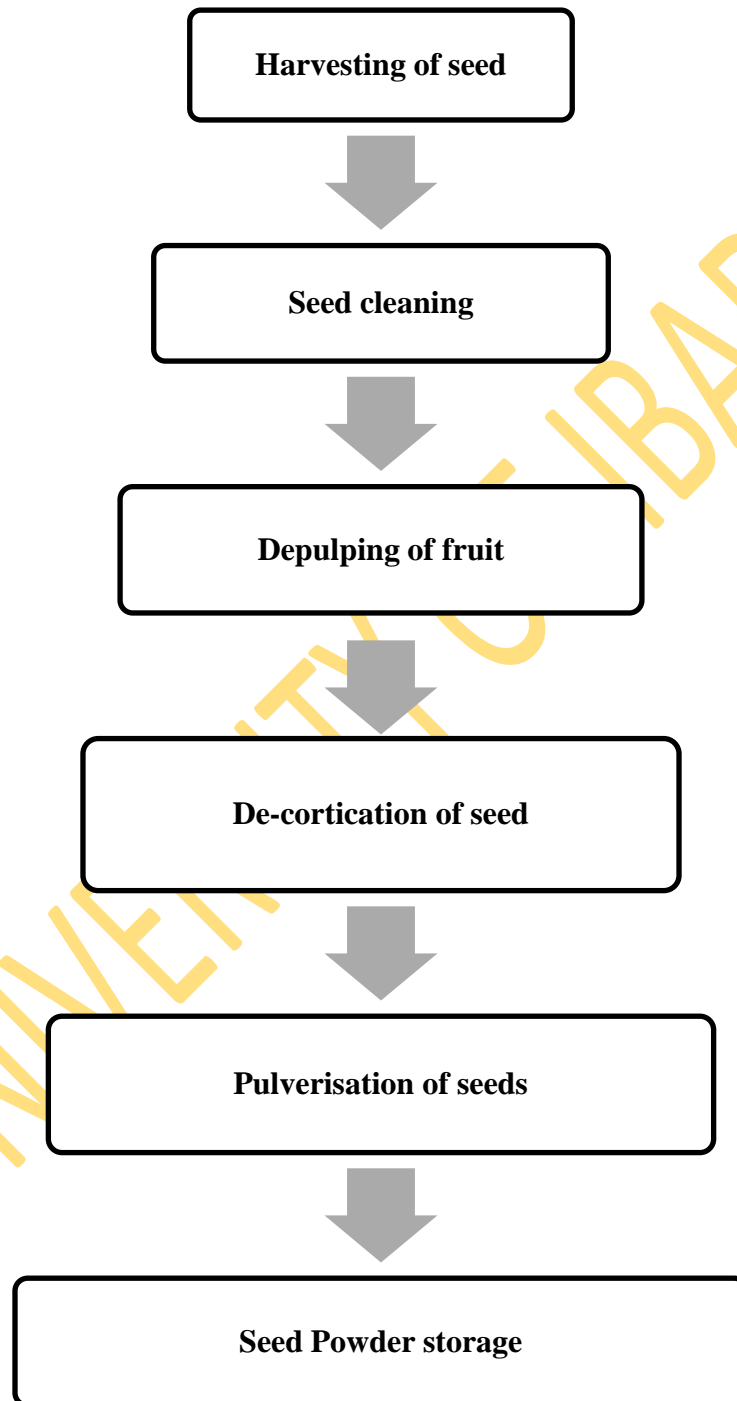 Harvesting of seed
Seed cleaning
Depulping of fruit
De-cortication of seed
Pulverisation of seeds
Seed Powder storage